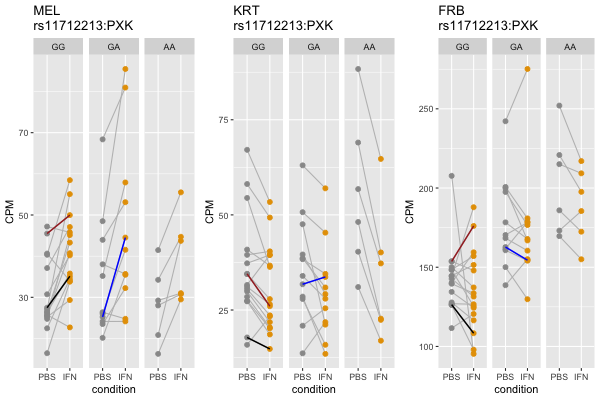 MEL
rs11712213:PXK
GG GA AA
CPM
70
50
30
PBS IFN PBS IFN PBS IFN
condition
KRT
rs11712213:PXK
GG GA AA
CPM
75
50
25
PBS IFN PBS IFN PBS IFN
condition
FRB
rs11712213:PXK
GG GA AA
CPM
250
200
150
100
PBS IFN PBS IFN PBS IFN
condition